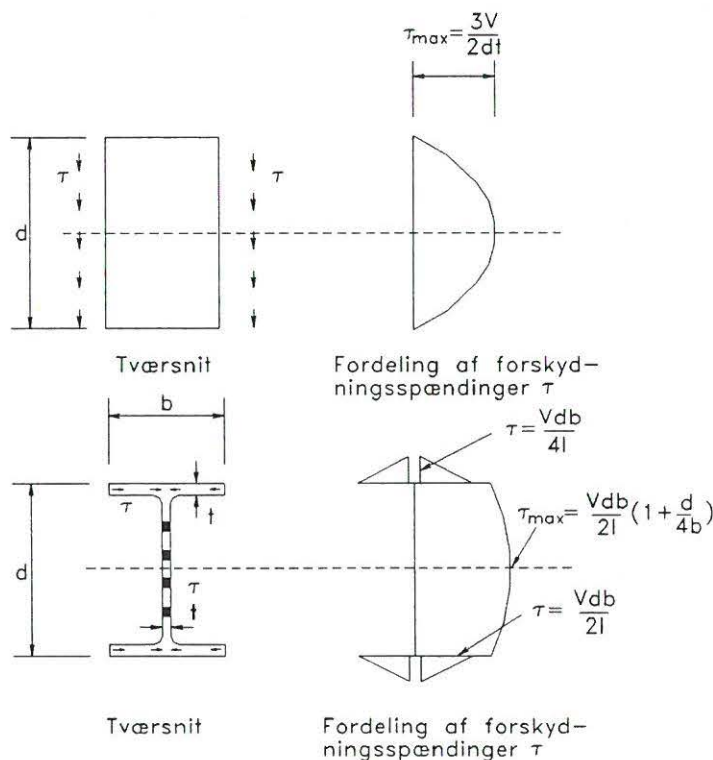 τmax = 3V/2dt
τ τ
d
Tværsnit
Fordeling af forskyd-
ningsspændinger τ
b
τ = Vdb/4I
τ t
τmax = Vdb/2I (1 + d/4b)
d
τ
t
τ = Vdb/2I
Tværsnit
Fordeling af forskyd-
ningsspændinger τ